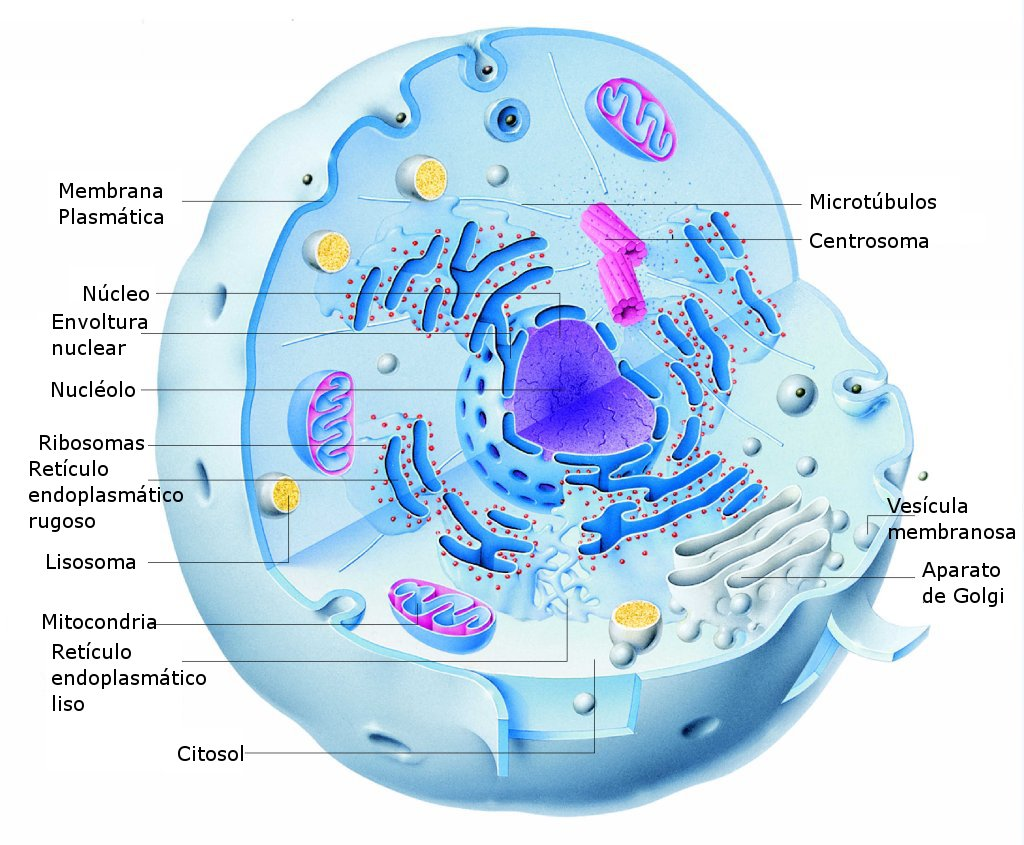 Membrana
Plasmática
Núcleo
Envoltura
nuclear
Nucléolo
Ribosomas
Retículo
endoplasmático
rugoso
Lisosoma
Mitocondria
Retículo
endoplasmático
liso
Citosol
Microtúbulos
Centrosoma
Vesícula
membranosa
Aparato
de Golgi